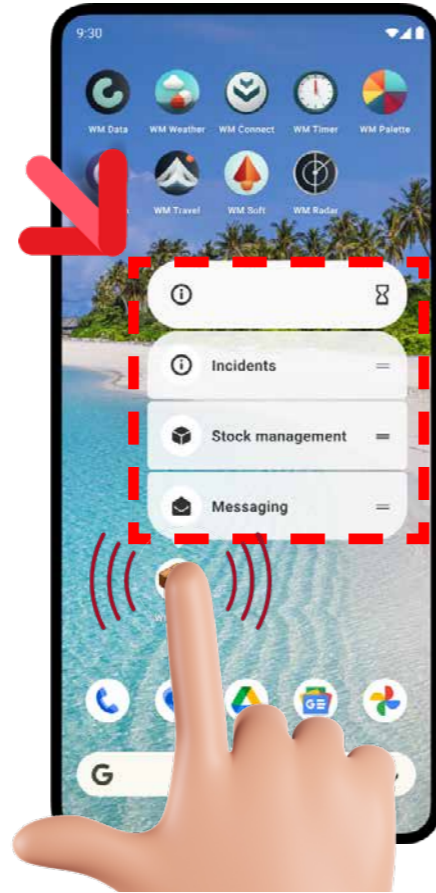 9:30
WM Data WM Weather WM Connect WM Timer WM Palette
WM Travel WM Soft WM Radar
Incidents
Stock management
Messaging
GE
G